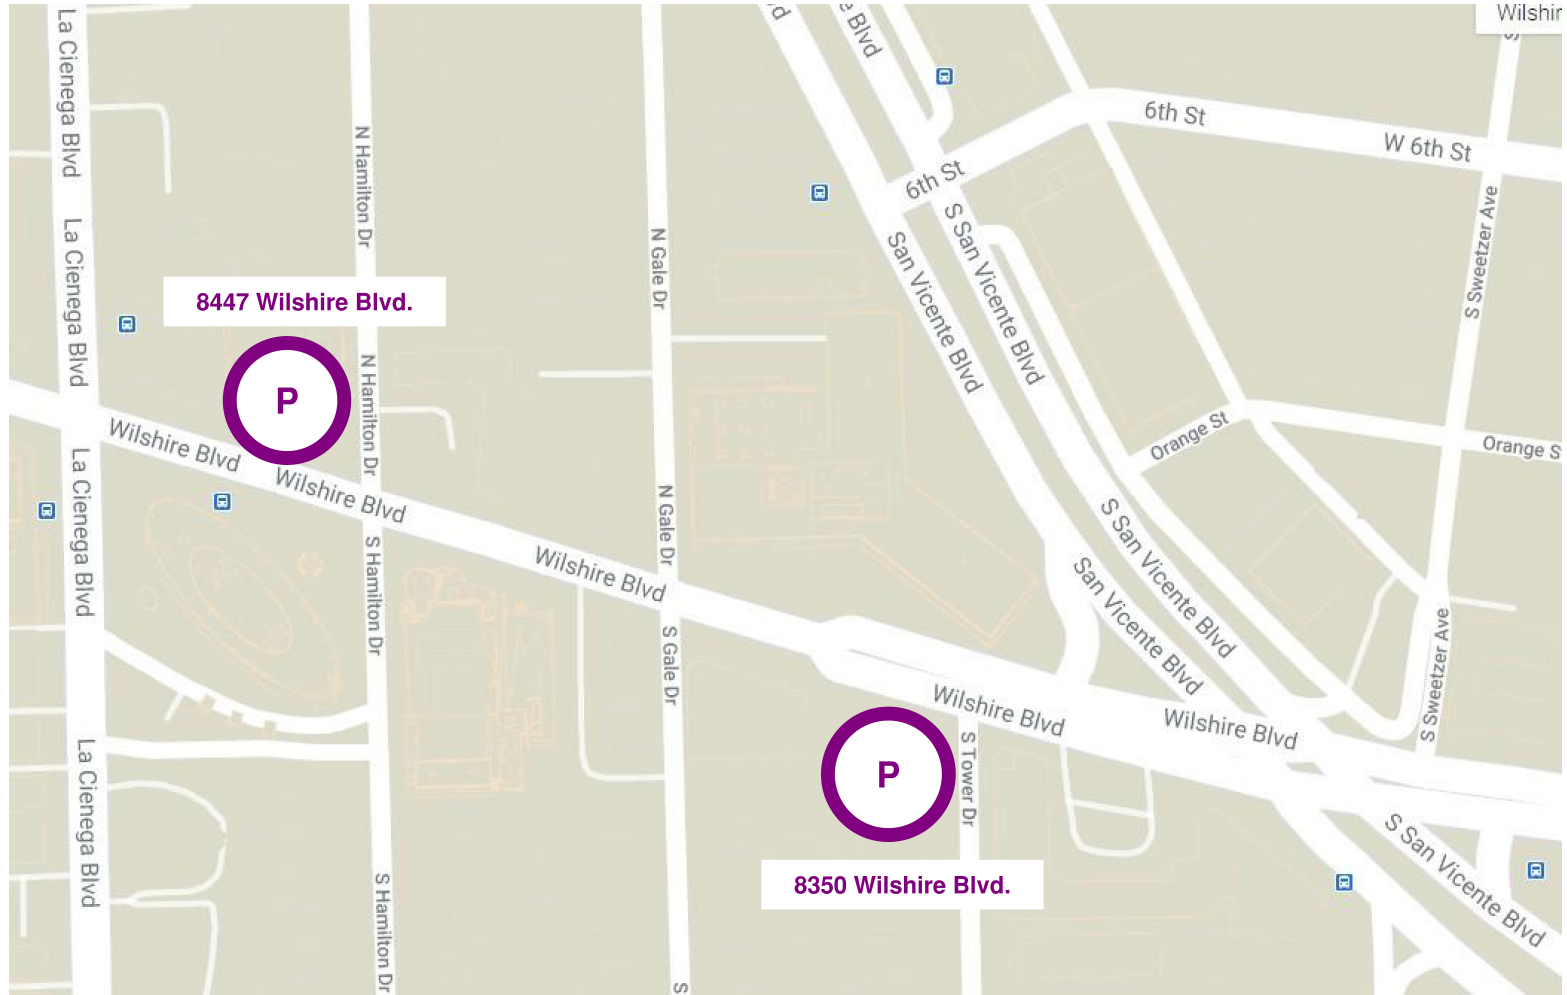 La Cienega Blvd
e Blvd
Wilshir
S
N Hamilton Dr
6th St
W 6th St
6th St
La Cienega Blvd
N Gale Dr
S San Vicente Blvd
San Vicente Blvd
S Sweetzer Ave
8447 Wilshire Blvd.
P
N Hamilton Dr
Wilshire Blvd
Orange St
Orange S
La Cienega Blvd
Wilshire Blvd
N Gale Dr
S San Vicente Blvd
S Hamilton Dr
Wilshire Blvd
San Vicente Blvd
S Gale Dr
S Sweetzer Ave
Wilshire Blvd
Wilshire Blvd
La Cienega Blvd
P
S Tower Dr
8350 Wilshire Blvd.
S San Vicente Blvd
S Hamilton Dr
S